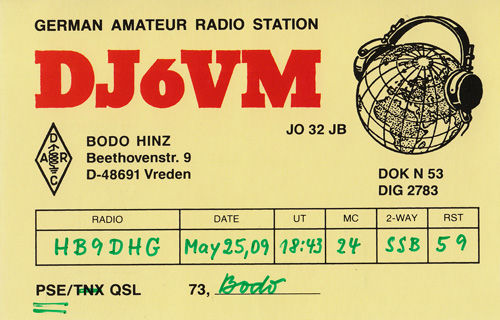 GERMAN AMATEUR RADIO STATION
DJ6VM
JO 32 JB
DARC
BODO HINZ
Beethovenstr. 9
D-48691 Vreden
DOK N 53
DIG 2783
RADIO DATE UT MC 2-WAY RST
HB9DHG May 25,09 18:43 24 SSB 59
PSE/TNX QSL 73, Bodo